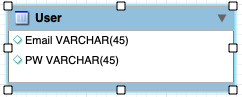 User
Email VARCHAR(45)
PW VARCHAR(45)